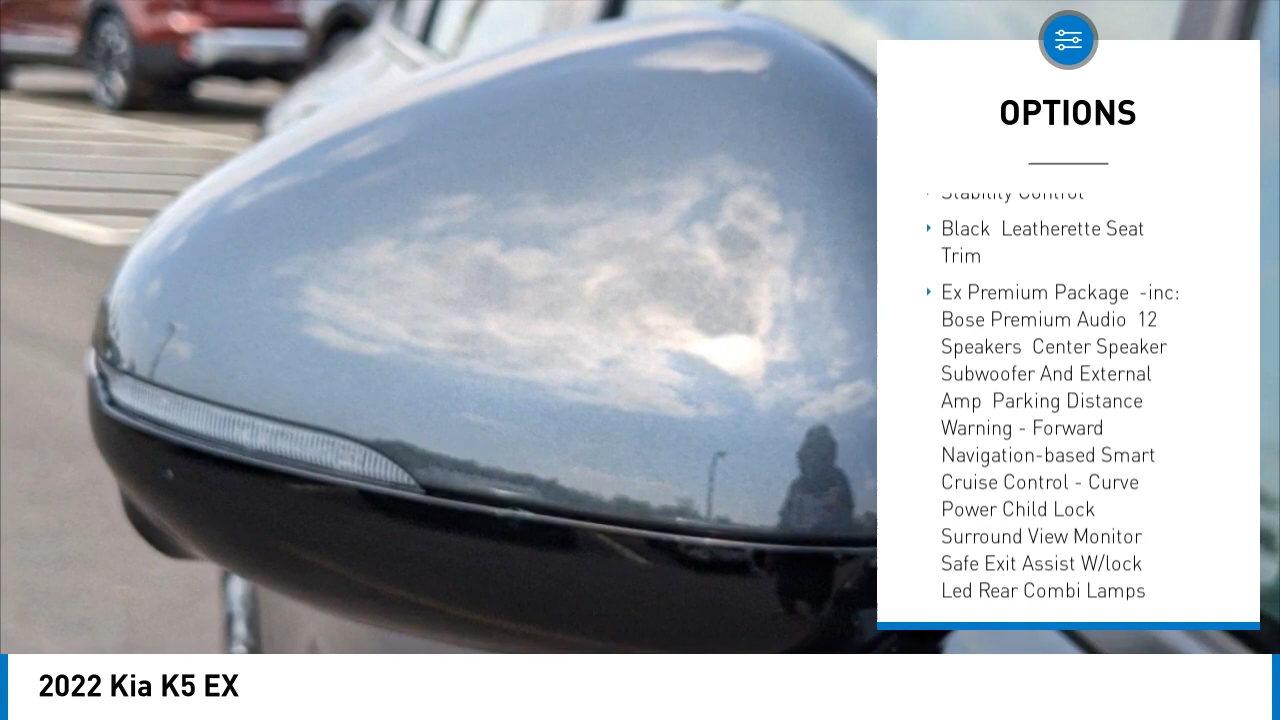 OPTIONS
Stability Control
Black Leatherette Seat
Trim
Ex Premium Package -inc:
Bose Premium Audio 12
Speakers Center Speaker
Subwoofer And External
Amp Parking Distance
Warning - Forward
Navigation-based Smart
Cruise Control - Curve
Power Child Lock
Surround View Monitor
Safe Exit Assist W/lock
Led Rear Combi Lamps
2022 Kia K5 EX